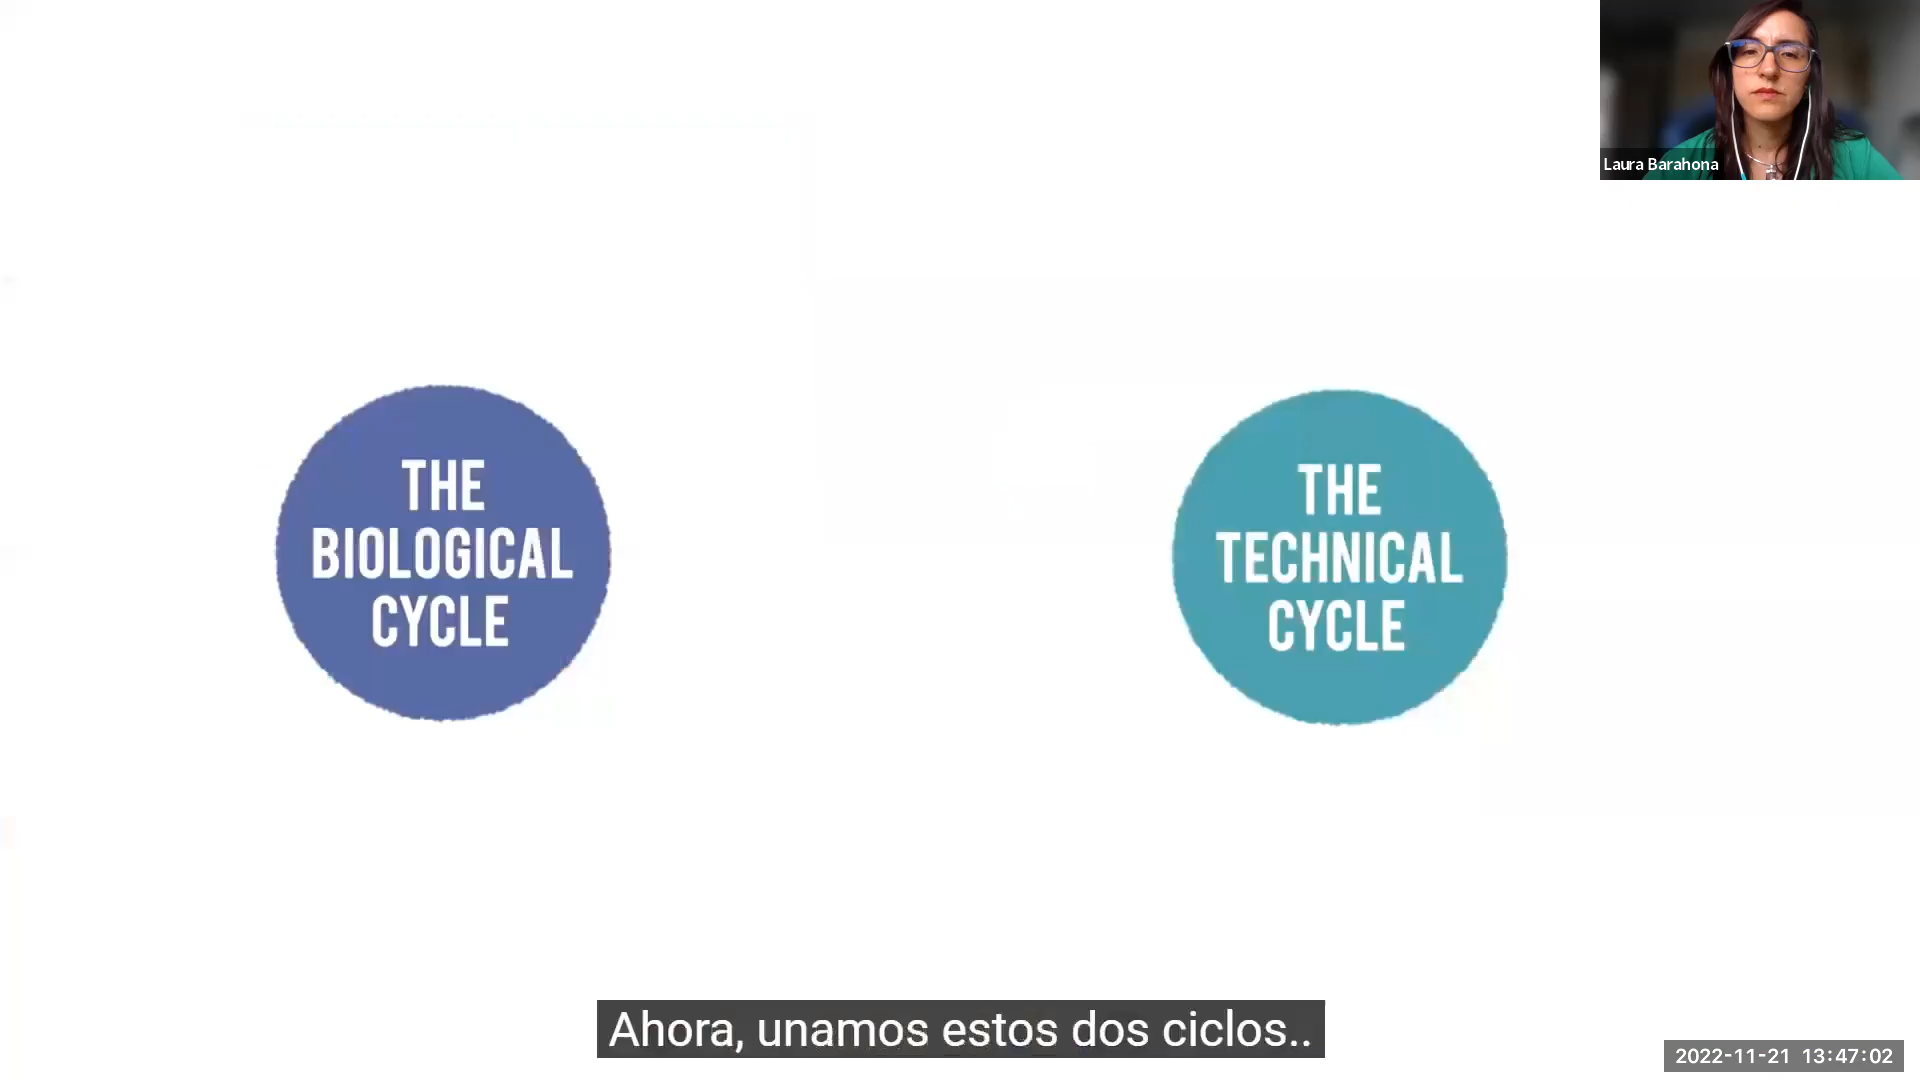 Laura Barahona
THE
BIOLOGICAL
CYCLE
THE
TECHNICAL
CYCLE
Ahora, unamos estos dos ciclos..
2022-11-21 13:47:02